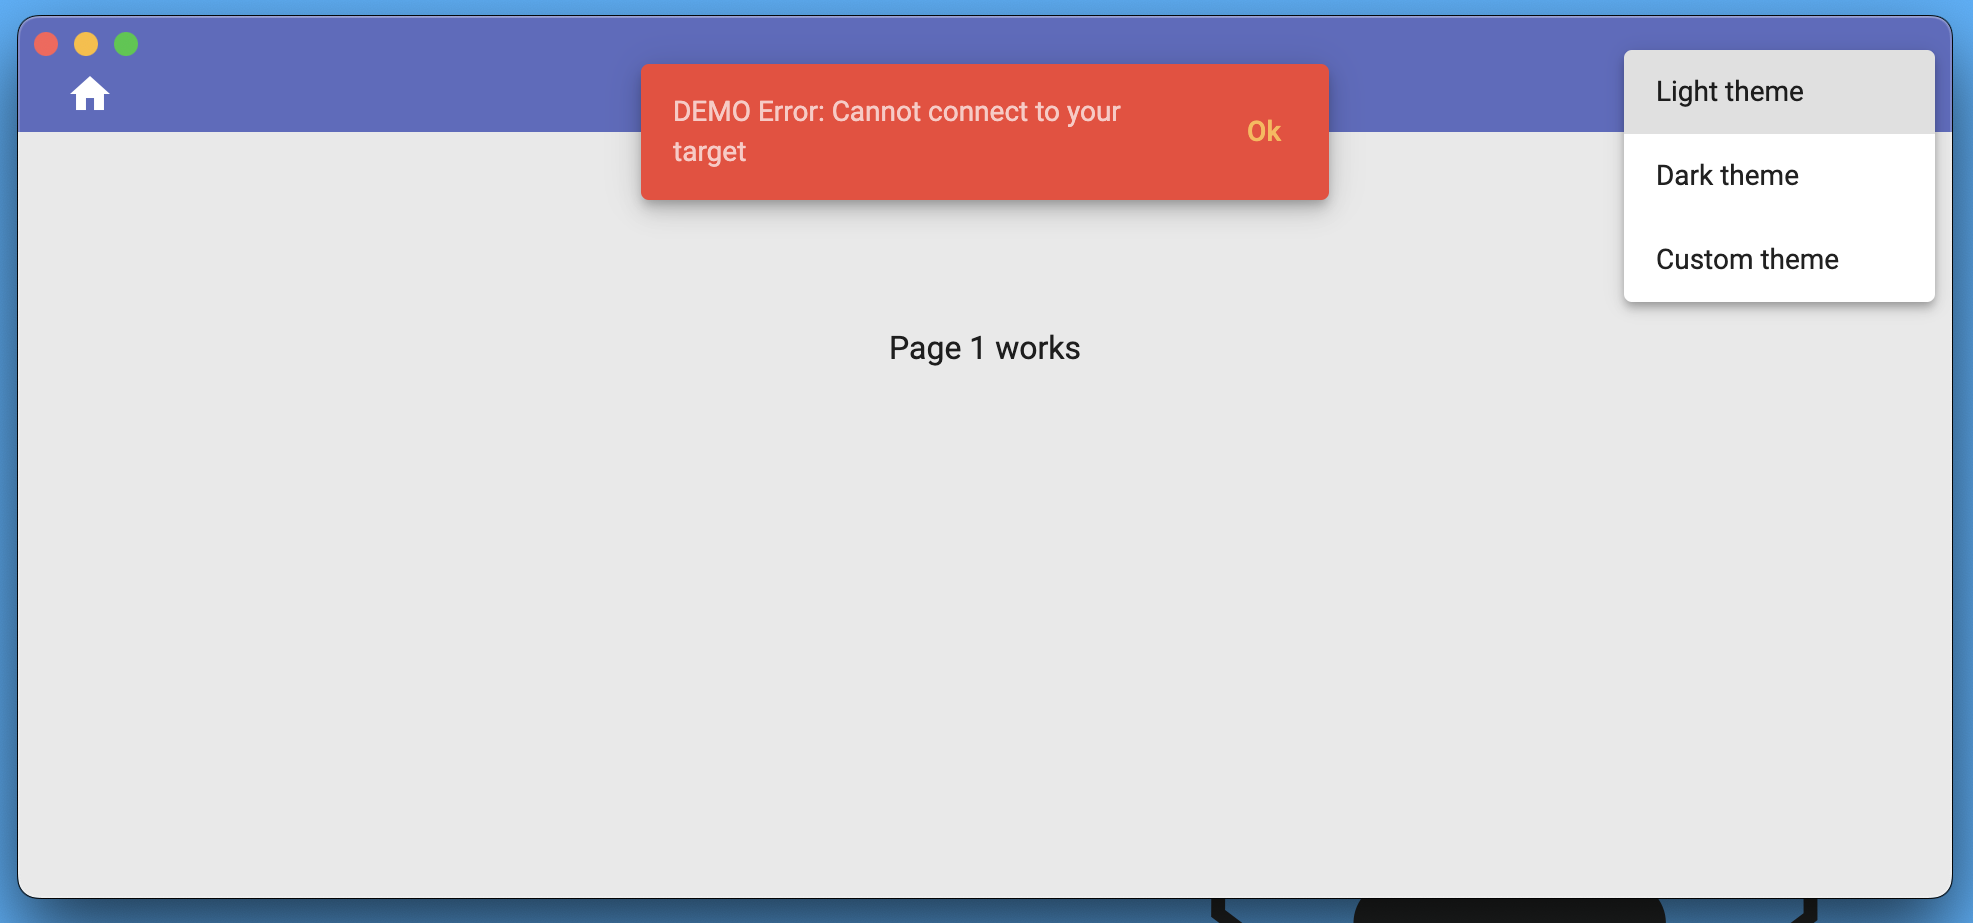 DEMO Error: Cannot connect to your
target
Ok
Light theme
Dark theme
Custom theme
Page 1 works